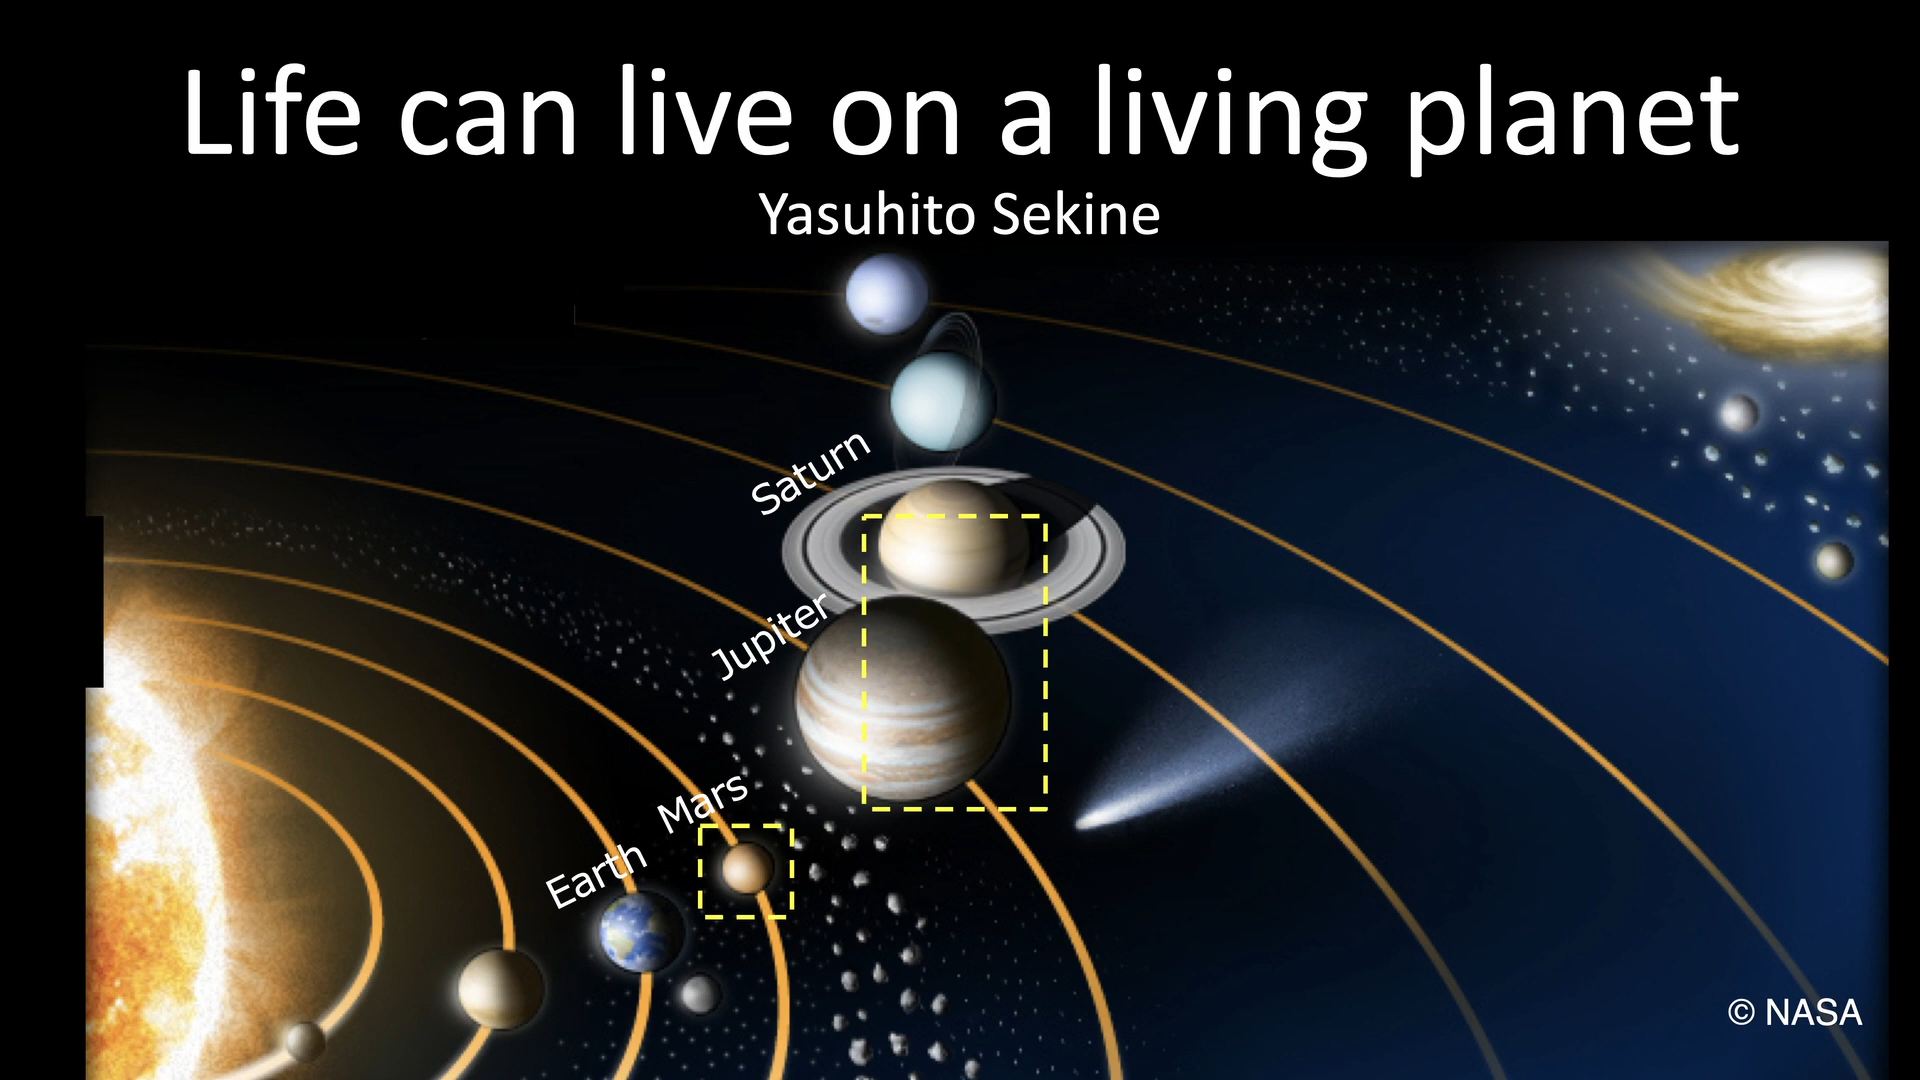 Life can live on a living planet
Yasuhito Sekine
Saturn
Jupiter
Mars
Earth
© NASA